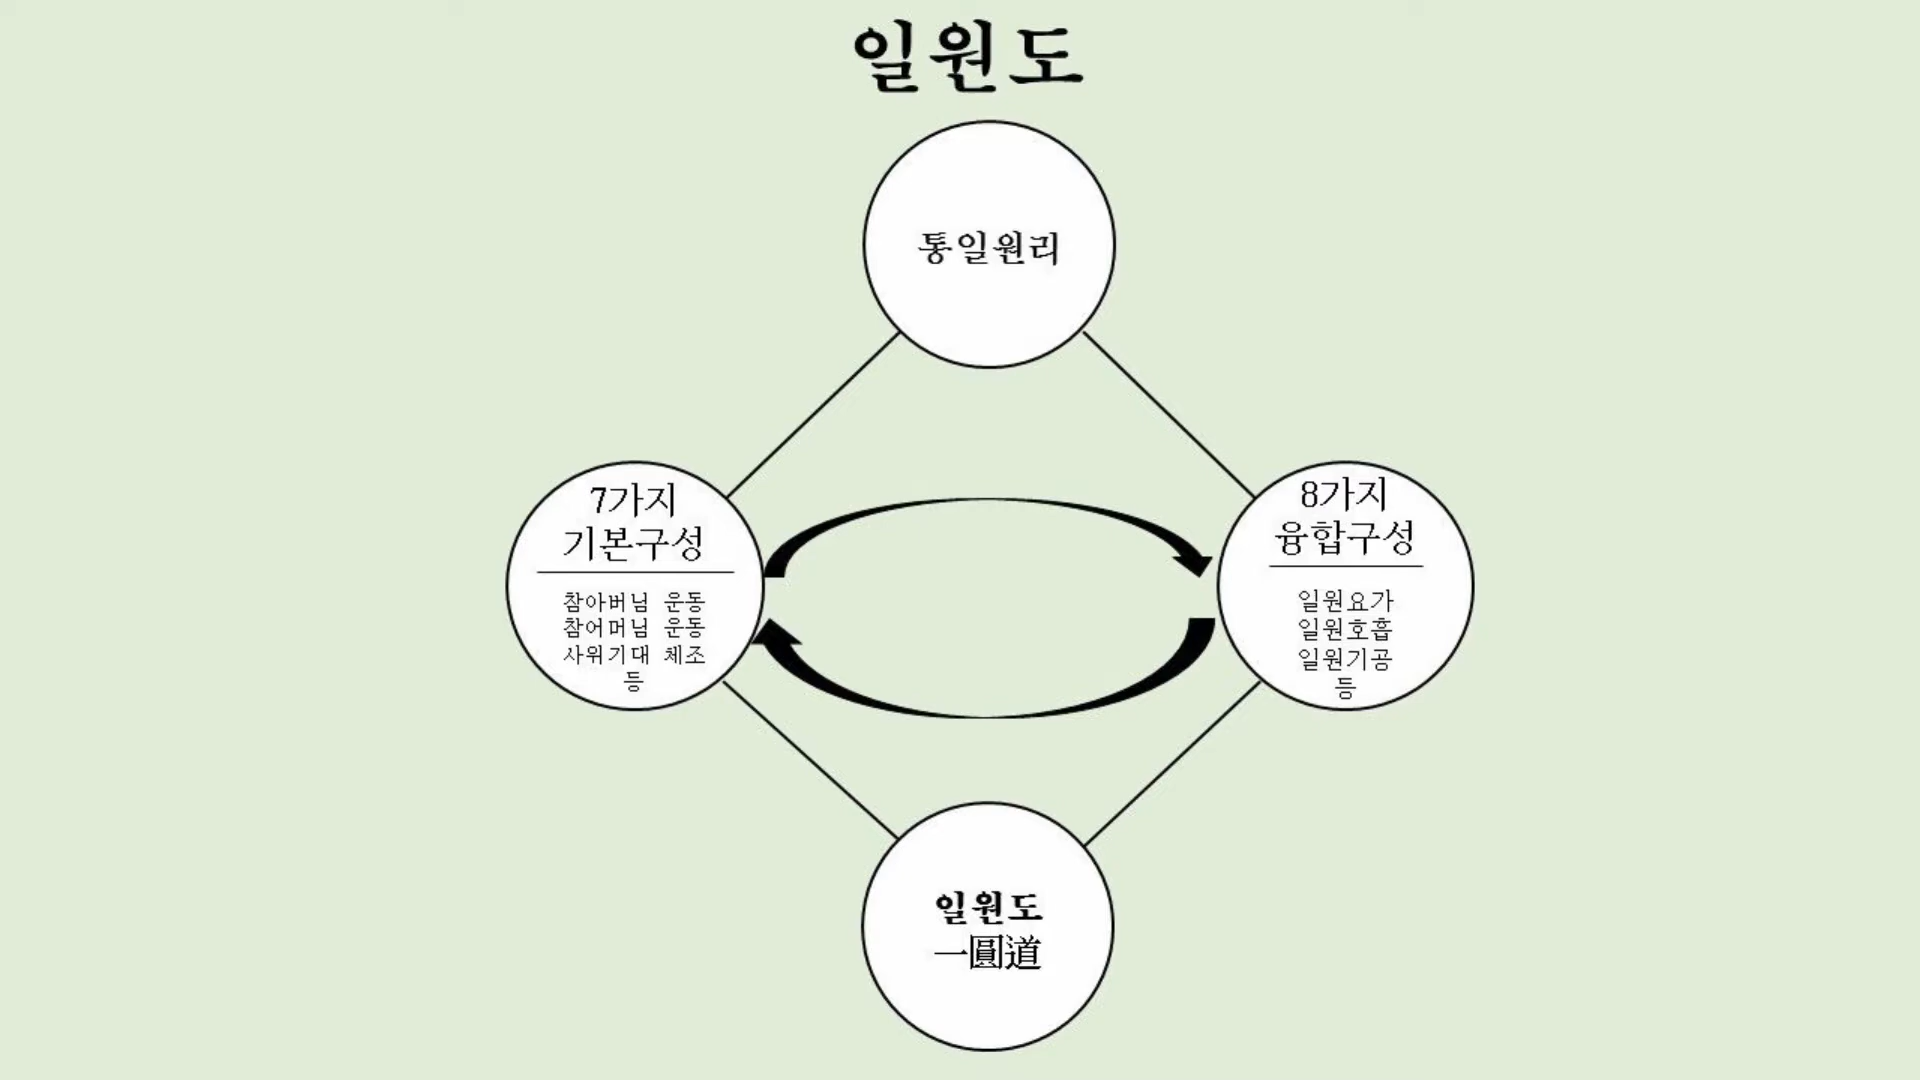 일원도
통일원리
7가지
기본구성
참아버님 운동
참어머님 운동
사위기대 체조
등
8가지
융합구성
일원요가
일원호흡
일원기공
등
일원도
一圓道